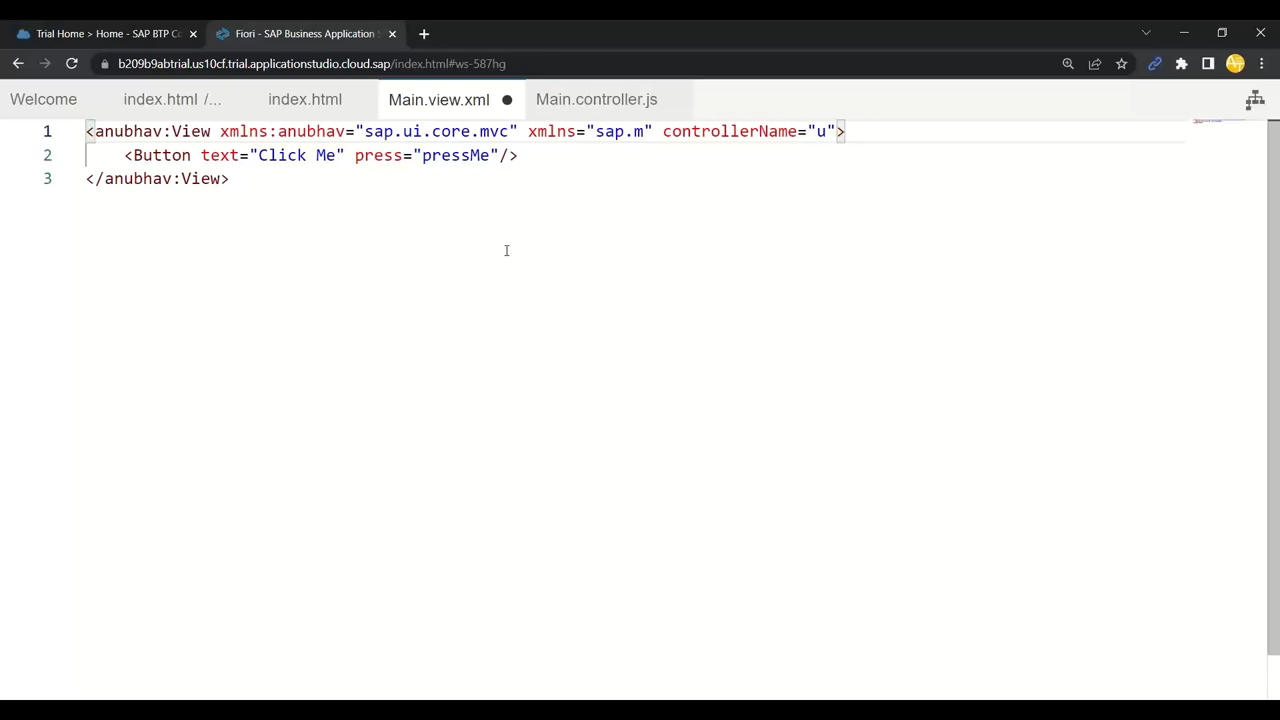 Trial Home > Home - SAP BTP Co
Fiori - SAP Business Application S
b209b9abtrial.us10cf.trial.applicationstudio.cloud.sap/index.html#ws-587hg
Welcome index.html /... index.html Main.view.xml Main.controller.js
1 <anubhav:View xmlns:anubhav="sap.ui.core.mvc" xmlns="sap.m" controllerName="u">
2 <Button text="Click Me" press="pressMe"/>
3 </anubhav:View>